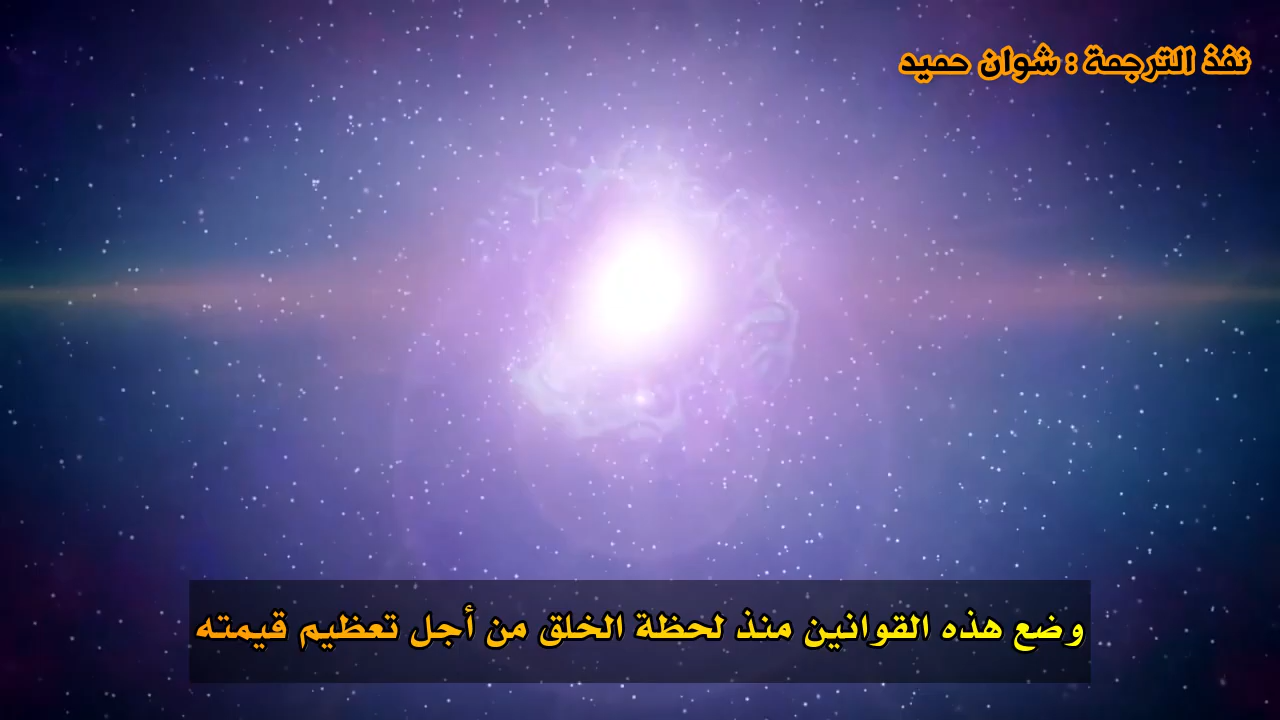 نفذ الترجمة : شوان حميد
وضع هذه القوانين منذ لحظة الخلق من أجل تعظيم قيمته